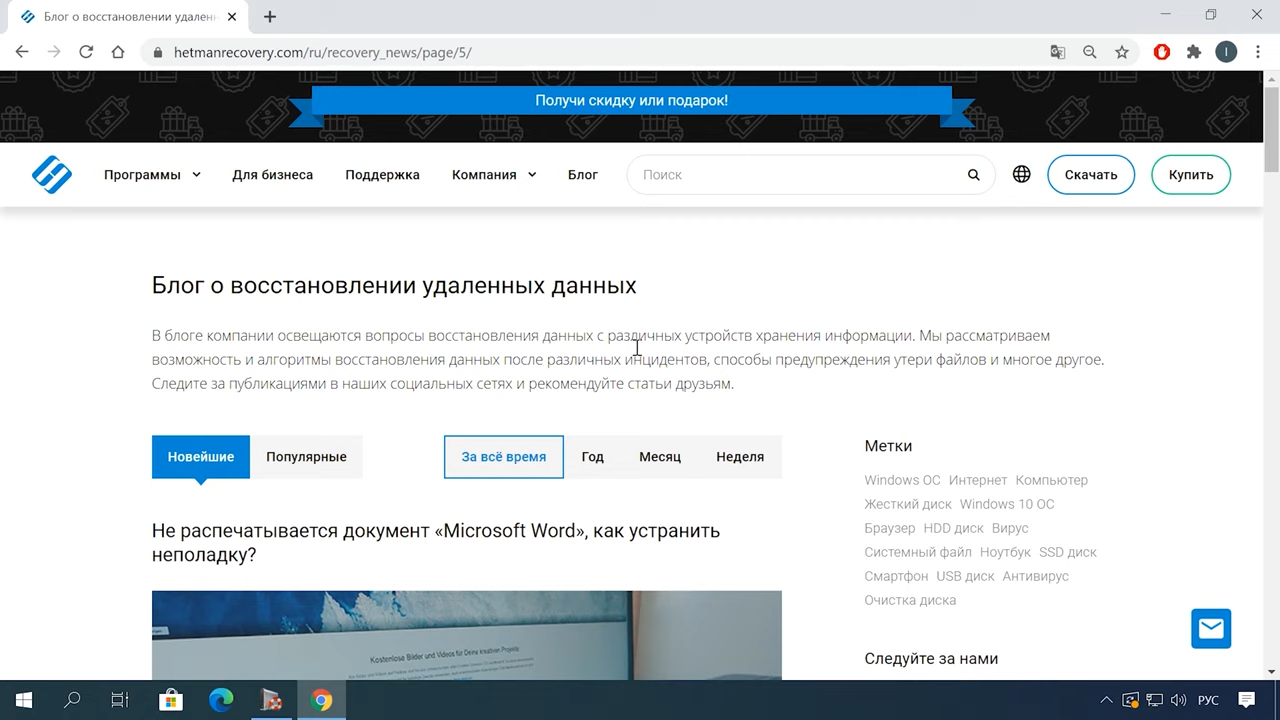 Блог о восстановлении удален
hetmanrecovery.com/ru/recovery_news/page/5/
I
Получи скидку или подарок!
Программы
Для бизнеса
Поддержка
Компания
Блог
Поиск
Скачать
Купить
Блог о восстановлении удаленных данных
В блоге компании освещаются вопросы восстановления данных с различных устройств хранения информации. Мы рассматриваем
возможность и алгоритмы восстановления данных после различных инцидентов, способы предупреждения утери файлов и многое другое.
Следите за публикациями в наших социальных сетях и рекомендуйте статьи друзьям.
Новейшие
Популярные
За всё время
Год
Месяц
Неделя
Не распечатывается документ «Microsoft Word», как устранить
неполадку?
Kostenlose Bilder und Videos für Deine kreativen Projekte
Метки
Windows ОС Интернет Компьютер
Жесткий диск Windows 10 ОС
Браузер HDD диск Вирус
Системный файл Ноутбук SSD диск
Смартфон USB диск Антивирус
Очистка диска
Следуйте за нами
РУС